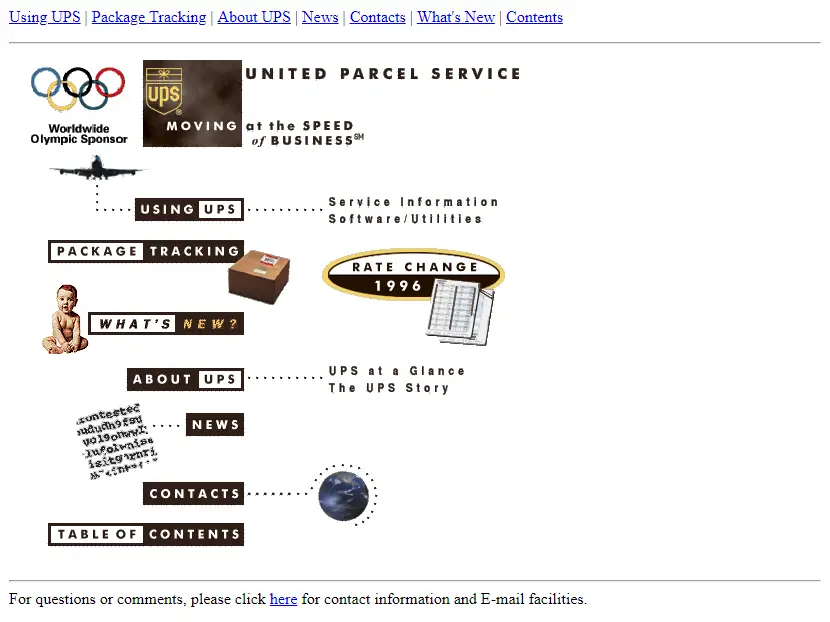 Using UPS | Package Tracking | About UPS | News | Contacts | What's New | Contents
UNITED PARCEL SERVICE
ups
Worldwide
Olympic Sponsor
MOVING at the SPEED
of BUSINESS℠
USING UPS
Service Information
Software/Utilities
PACKAGE TRACKING
RATE CHANGE
1996
WHAT'S NEW?
ABOUT UPS
UPS at a Glance
The UPS Story
NEWS
contested
CONTACTS
TABLE OF CONTENTS
For questions or comments, please click here for contact information and E-mail facilities.